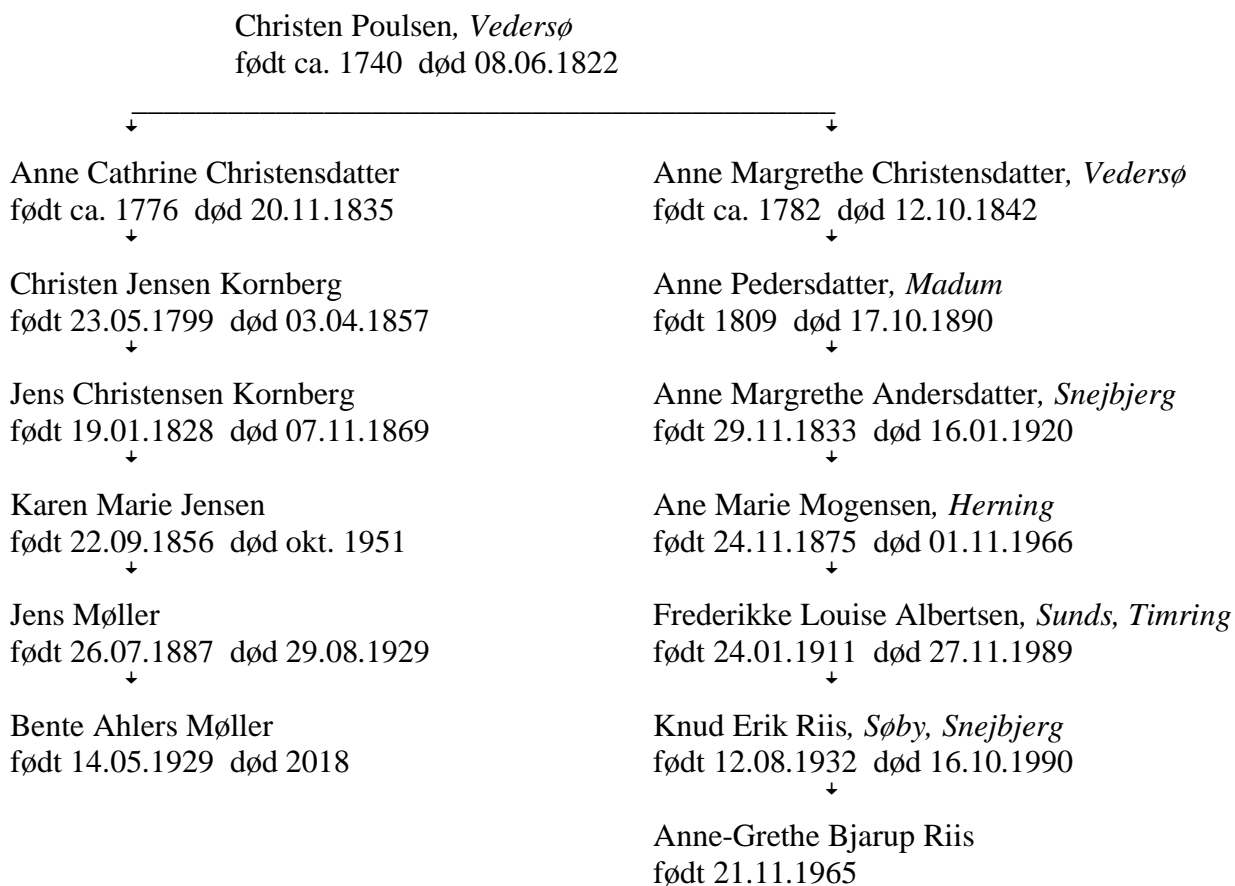 Christen Poulsen, Vedersø
født ca. 1740 død 08.06.1822
Anne Cathrine Christensdatter
født ca. 1776 død 20.11.1835
Christen Jensen Kornberg
født 23.05.1799 død 03.04.1857
Jens Christensen Kornberg
født 19.01.1828 død 07.11.1869
Karen Marie Jensen
født 22.09.1856 død okt. 1951
Jens Møller
født 26.07.1887 død 29.08.1929
Bente Ahlers Møller
født 14.05.1929 død 2018
Anne Margrethe Christensdatter, Vedersø
født ca. 1782 død 12.10.1842
Anne Pedersdatter, Madum
født 1809 død 17.10.1890
Anne Margrethe Andersdatter, Snejbjerg
født 29.11.1833 død 16.01.1920
Ane Marie Mogensen, Herning
født 24.11.1875 død 01.11.1966
Frederikke Louise Albertsen, Sunds, Timring
født 24.01.1911 død 27.11.1989
Knud Erik Riis, Søby, Snejbjerg
født 12.08.1932 død 16.10.1990
Anne-Grethe Bjarup Riis
født 21.11.1965